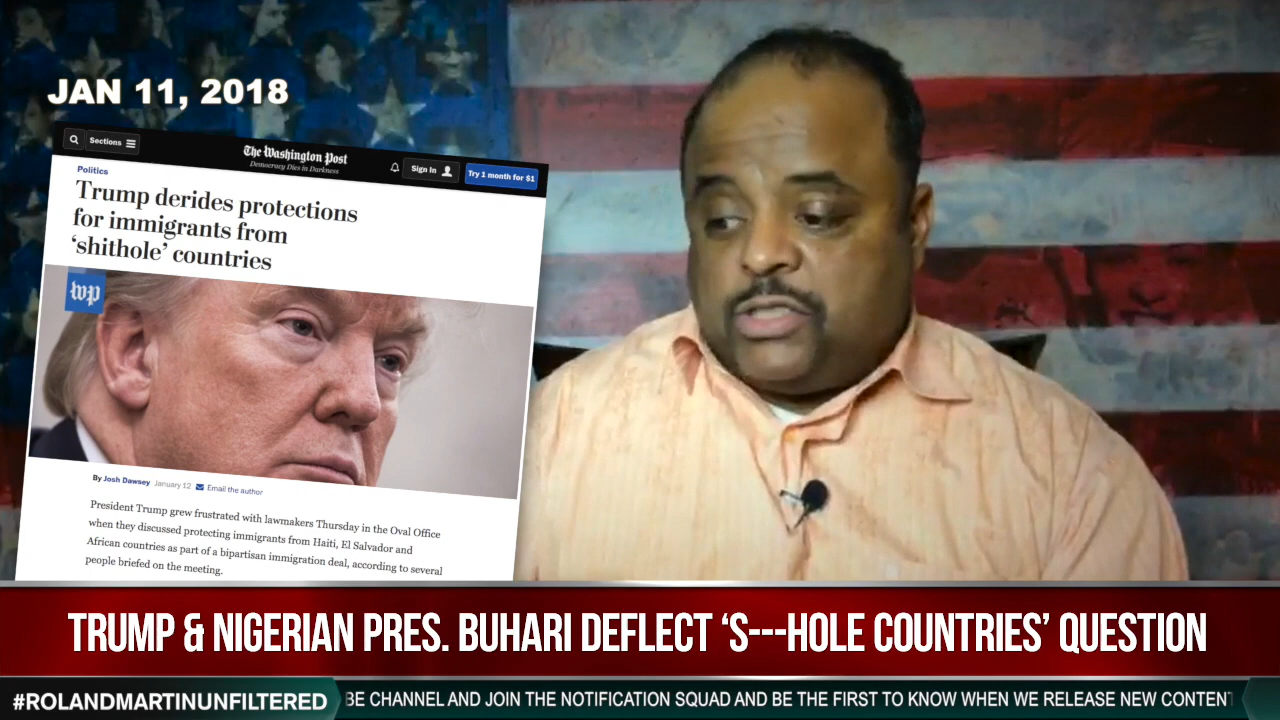 JAN 11, 2018
Sections
The Washington Post
Democracy Dies in Darkness
Sign In
Try 1 month for $1
Politics
Trump derides protections
for immigrants from
‘shithole’ countries
wp
By Josh Dawsey January 12 Email the author
President Trump grew frustrated with lawmakers Thursday in the Oval Office
when they discussed protecting immigrants from Haiti, El Salvador and
African countries as part of a bipartisan immigration deal, according to several
people briefed on the meeting.
TRUMP & NIGERIAN PRES. BUHARI DEFLECT ‘S---HOLE COUNTRIES’ QUESTION
#ROLANDMARTINUNFILTERED
BE CHANNEL AND JOIN THE NOTIFICATION SQUAD AND BE THE FIRST TO KNOW WHEN WE RELEASE NEW CONTENT